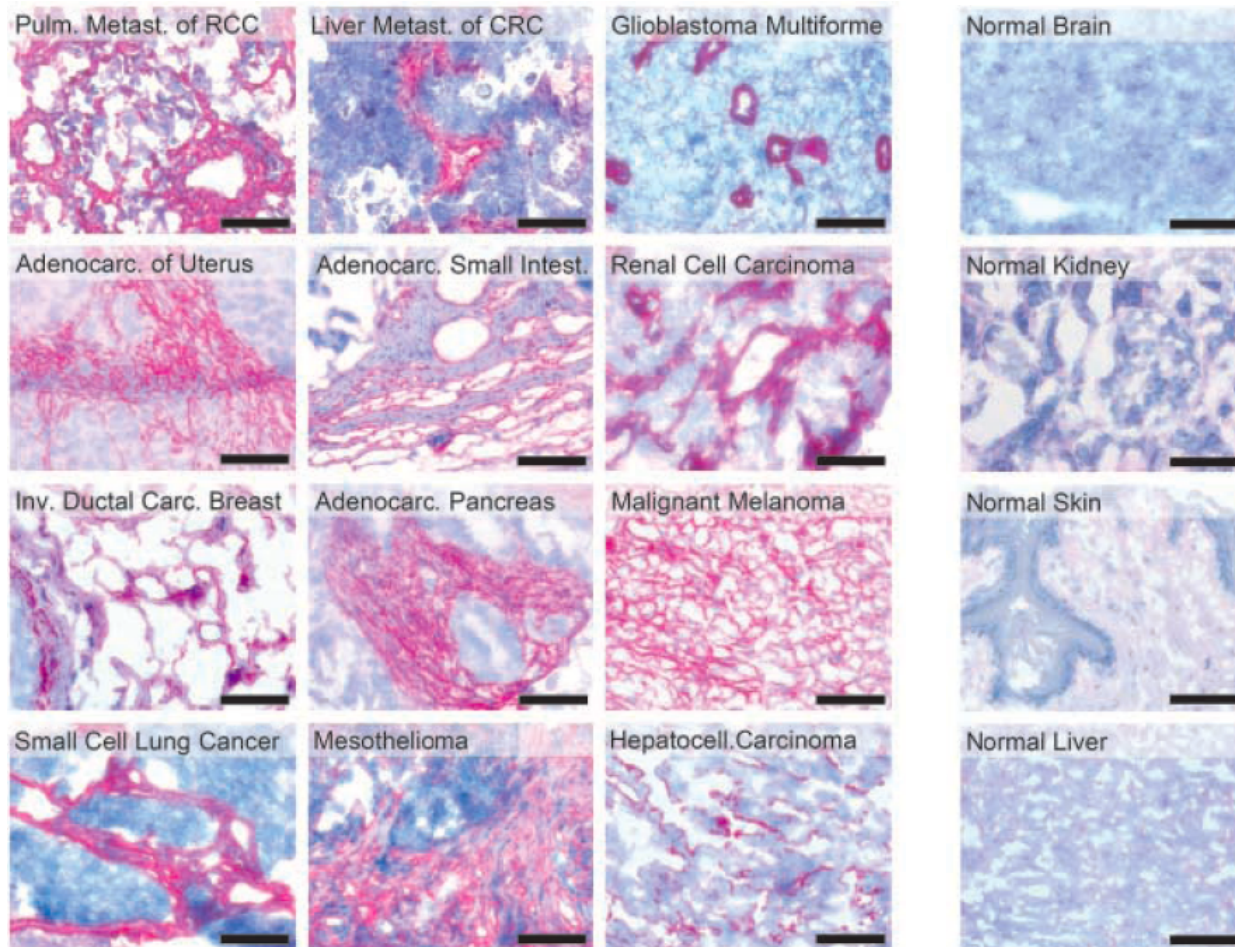 Pulm. Metast. of RCC
Liver Metast. of CRC
Glioblastoma Multiforme
Normal Brain
Adenocarc. of Uterus
Adenocarc. Small Intest.
Renal Cell Carcinoma
Normal Kidney
Inv. Ductal Carc. Breast
Adenocarc. Pancreas
Malignant Melanoma
Normal Skin
Small Cell Lung Cancer
Mesothelioma
Hepatocell.Carcinoma
Normal Liver